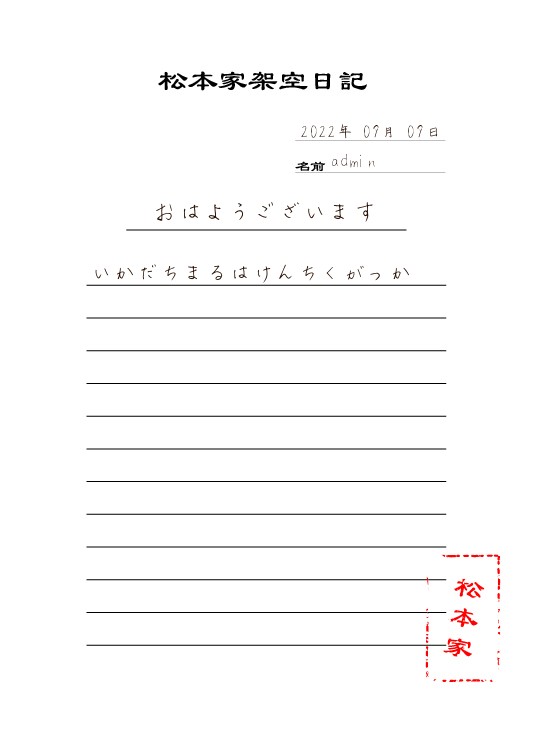 松本家架空日記
2022年 07月 07日
名前 admin
おはようございます
いかだちまるはけんちくがっか
松本家